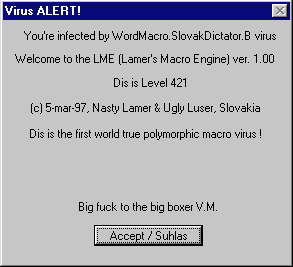 Virus ALERT!
You're infected by WordMacro.SlovakDictator.B virus
Welcome to the LME (Lamer's Macro Engine) ver. 1.00
Dis is Level 421
(c) 5-mar-97, Nasty Lamer & Ugly Luser, Slovakia
Dis is the first world true polymorphic macro virus !
Big fuck to the big boxer V.M.
Accept / Suhlas